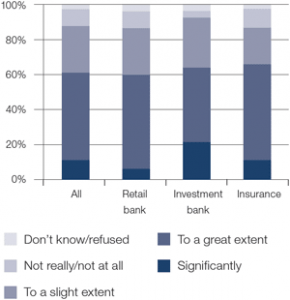 100%
80%
60%
40%
20%
0%
All
Retail
bank
Investment
bank
Insurance
Don't know/refused
Not really/not at all
To a slight extent
To a great extent
Significantly